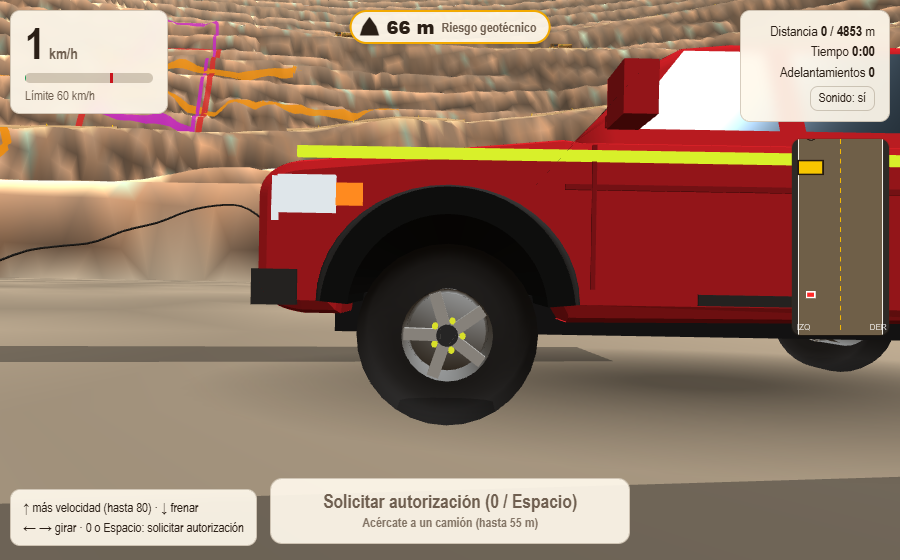 1 km/h
Límite 60 km/h
66 m Riesgo geotécnico
Distancia 0 / 4853 m
Tiempo 0:00
Adelantamientos 0
Sonido: sí
IZQ DER
↑ más velocidad (hasta 80) · ↓ frenar
← → girar · 0 o Espacio: solicitar autorización
Solicitar autorización (0 / Espacio)
Acércate a un camión (hasta 55 m)